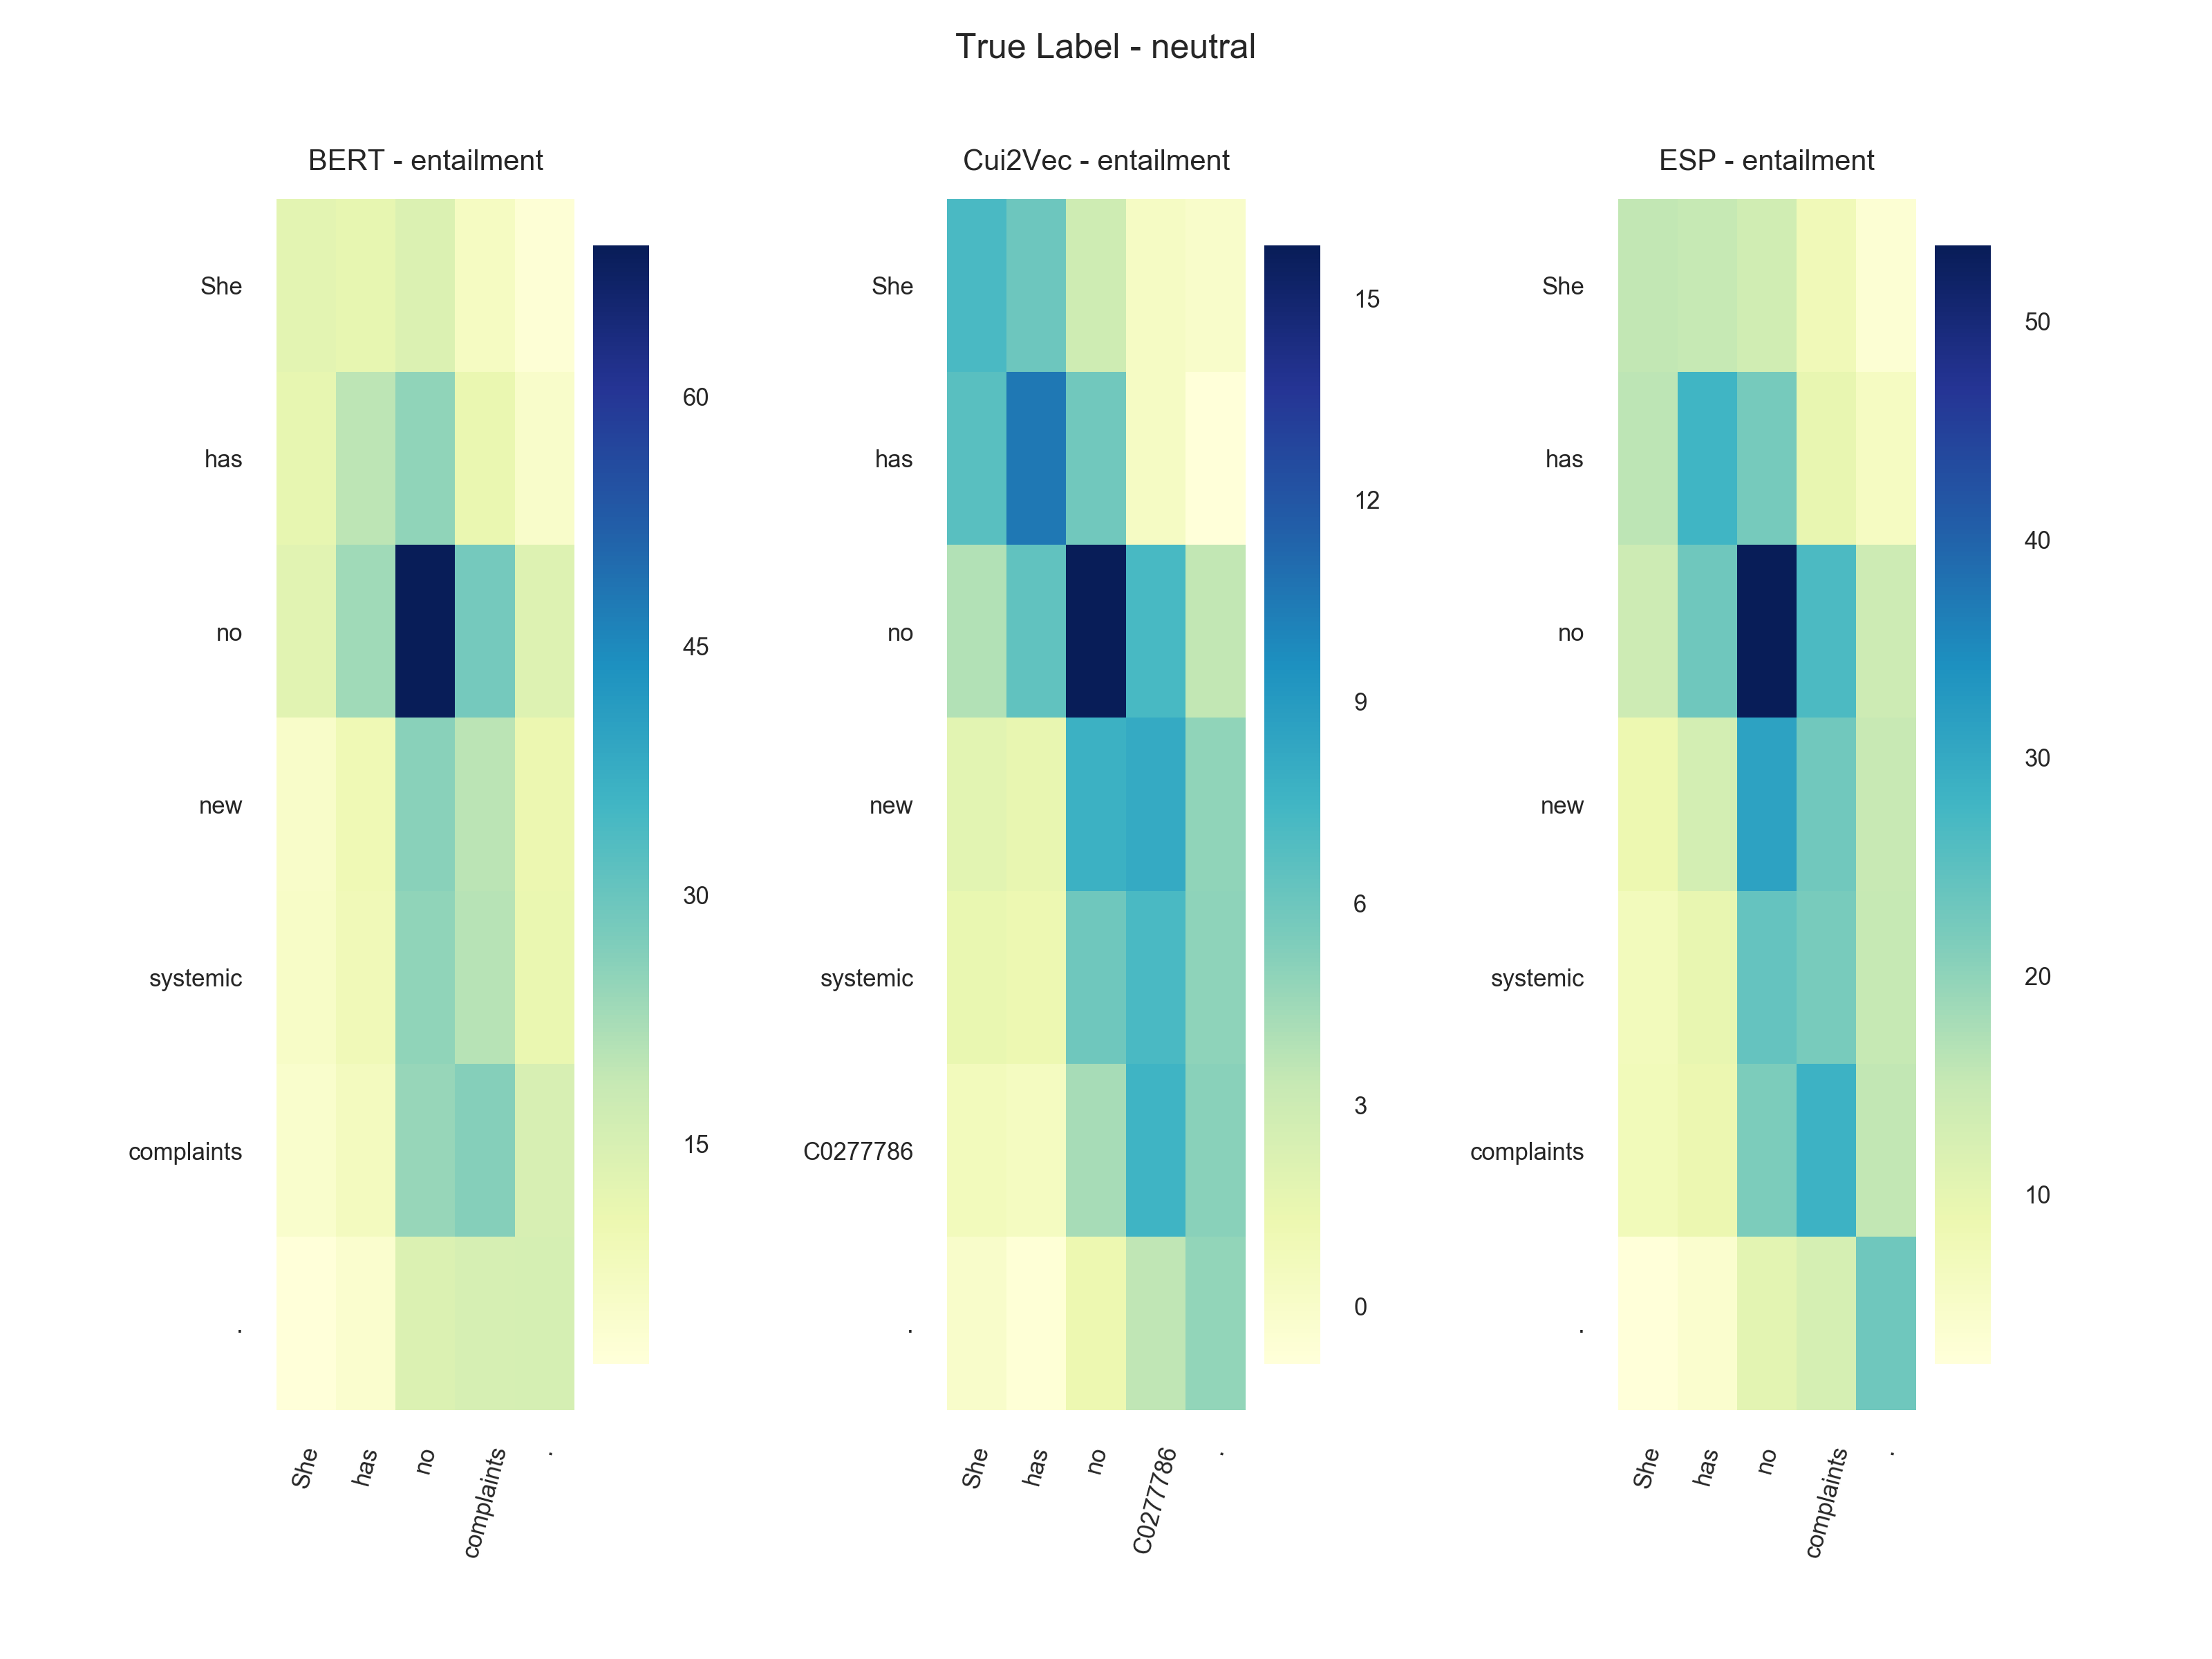 True Label - neutral
BERT - entailment
She
has
no
new
systemic
complaints
.
She
has
no
complaints
.
60
45
30
15
Cui2Vec - entailment
She
has
no
new
systemic
C0277786
.
She
has
no
C0277786
.
15
12
9
6
3
0
ESP - entailment
She
has
no
new
systemic
complaints
.
She
has
no
complaints
.
50
40
30
20
10